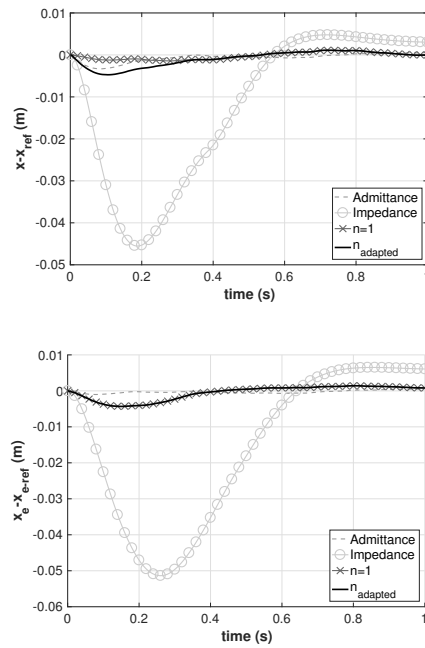 0.01
0
-0.01
-0.02
-0.03
-0.04
-0.05
x-x_ref (m)
Admittance
Impedance
n=1
n_adapted
0 0.2 0.4 0.6 0.8 1
time (s)
0.01
0
-0.01
-0.02
-0.03
-0.04
-0.05
-0.06
x_e-x_e-ref (m)
Admittance
Impedance
n=1
n_adapted
0 0.2 0.4 0.6 0.8 1
time (s)